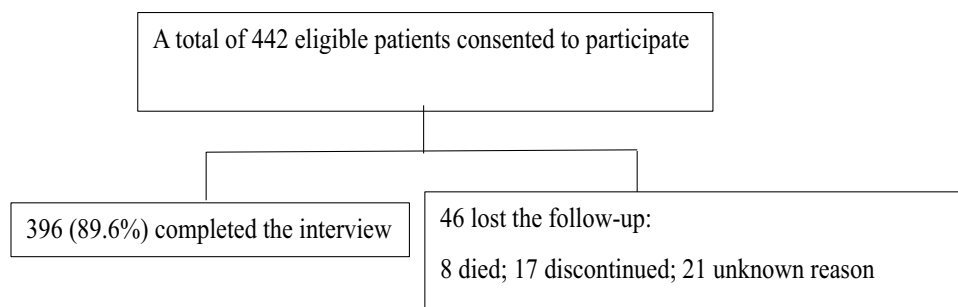 A total of 442 eligible patients consented to participate
396 (89.6%) completed the interview
46 lost the follow-up:
8 died; 17 discontinued; 21 unknown reason